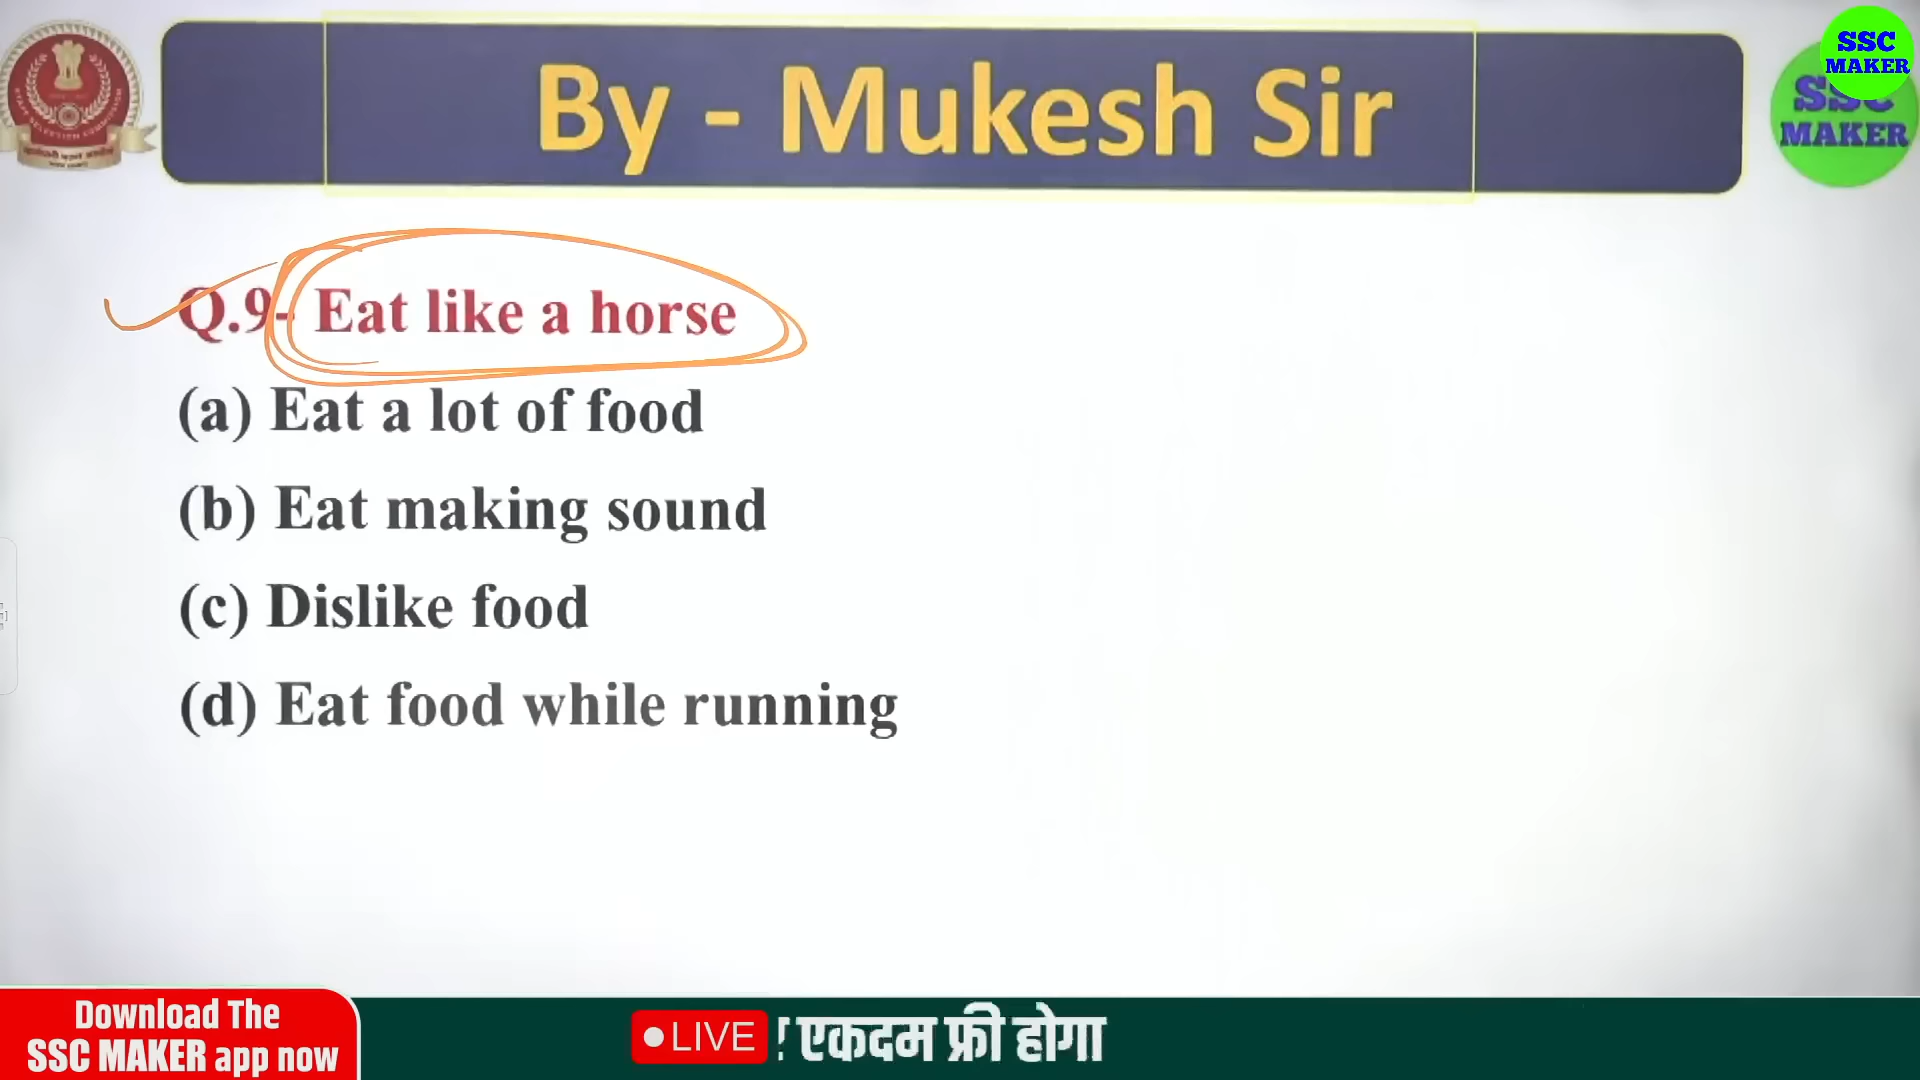 By - Mukesh Sir
SSC
MAKER
SSC
MAKER
Q.9- Eat like a horse
(a) Eat a lot of food
(b) Eat making sound
(c) Dislike food
(d) Eat food while running
Download The
SSC MAKER app now
LIVE
एकदम फ्री होगा